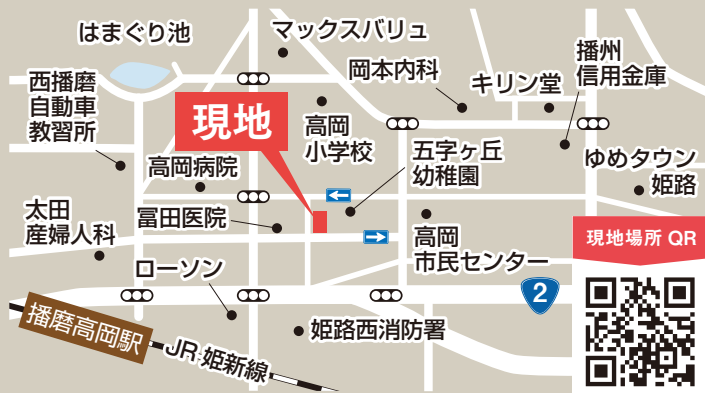 はまぐり池
マックスバリュ
岡本内科
キリン堂
播州
信用金庫
西播磨
自動車
教習所
現地
高岡
小学校
五字ヶ丘
幼稚園
ゆめタウン
姫路
高岡病院
太田
産婦人科
冨田医院
高岡
市民センター
現地場所 QR
ローソン
2
播磨高岡駅
JR 姫新線
姫路西消防署